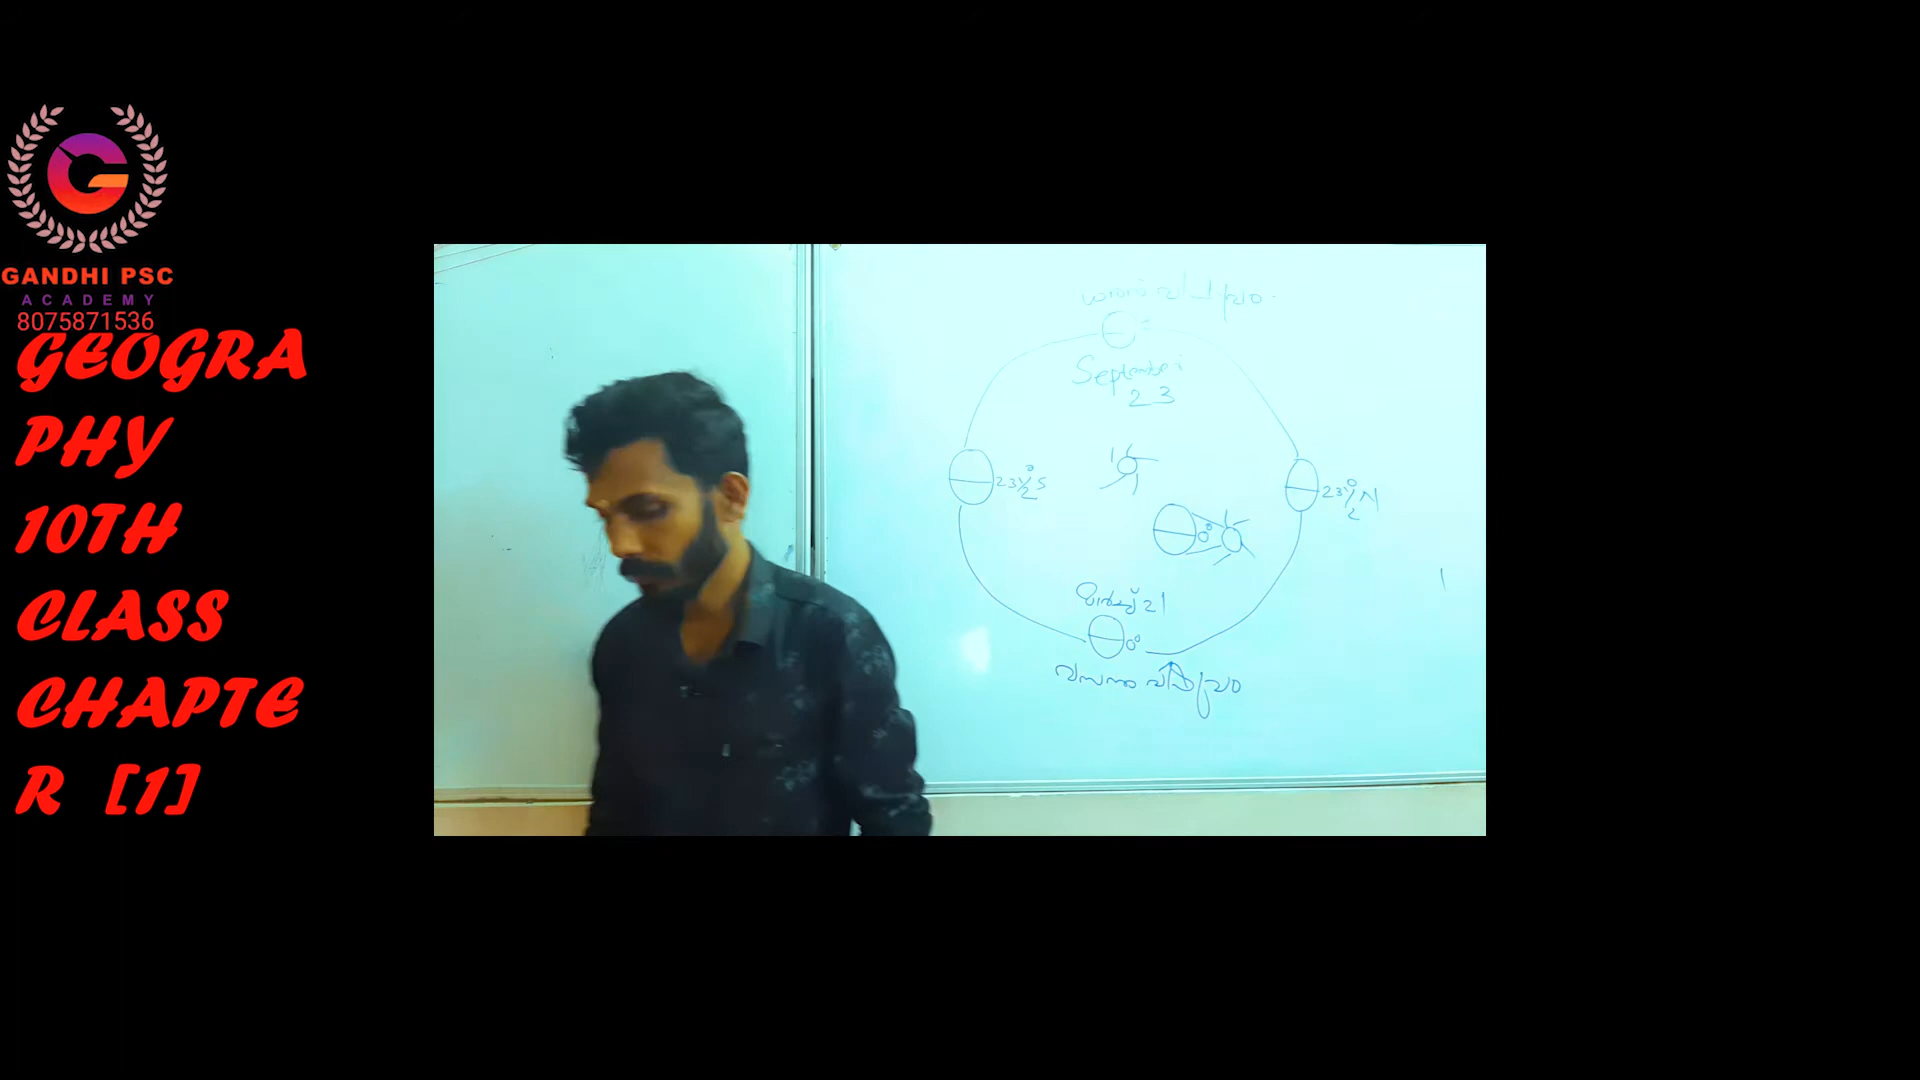 GANDHI PSC
ACADEMY
8075871536
GEOGRA
PHY
10TH
CLASS
CHAPTE
R [1]
ശരത് വിഷുവം
September
23
23½°S
23½°N
0°
മാർച്ച് 21
0°
വസന്ത വിഷുവം